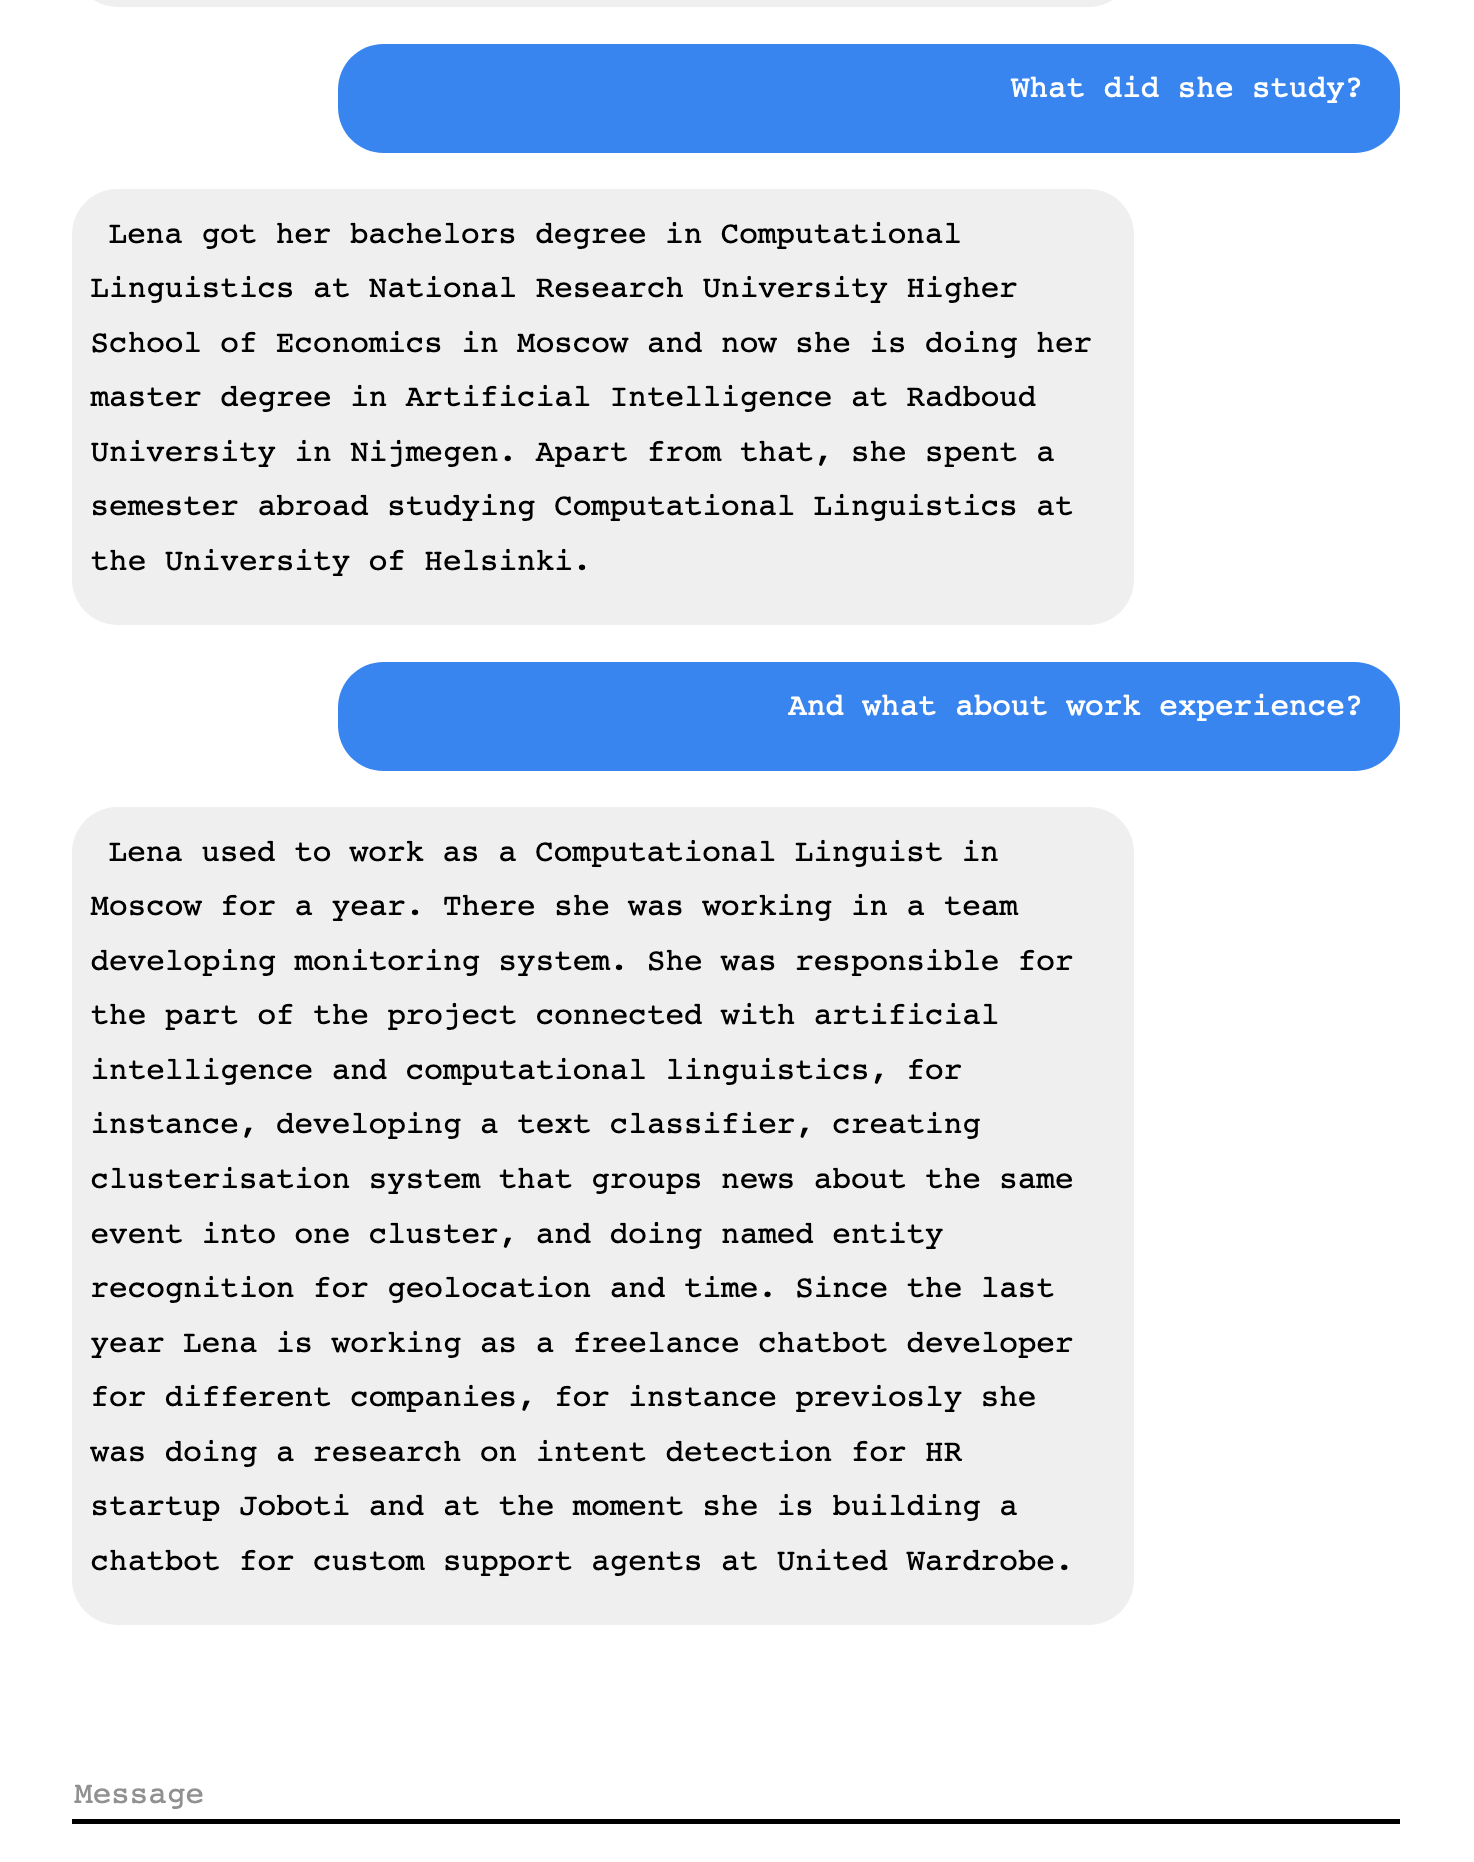 What did she study?
Lena got her bachelors degree in Computational
Linguistics at National Research University Higher
School of Economics in Moscow and now she is doing her
master degree in Artificial Intelligence at Radboud
University in Nijmegen. Apart from that, she spent a
semester abroad studying Computational Linguistics at
the University of Helsinki.
And what about work experience?
Lena used to work as a Computational Linguist in
Moscow for a year. There she was working in a team
developing monitoring system. She was responsible for
the part of the project connected with artificial
intelligence and computational linguistics, for
instance, developing a text classifier, creating
clusterisation system that groups news about the same
event into one cluster, and doing named entity
recognition for geolocation and time. Since the last
year Lena is working as a freelance chatbot developer
for different companies, for instance previosly she
was doing a research on intent detection for HR
startup Joboti and at the moment she is building a
chatbot for custom support agents at United Wardrobe.
Message